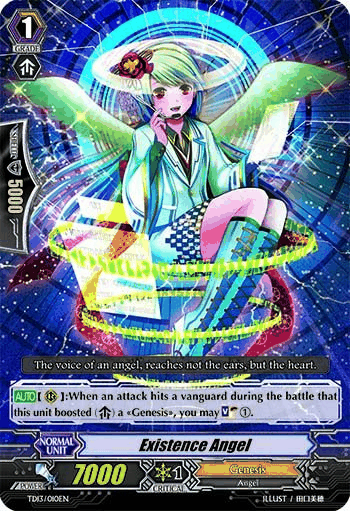 1
GRADE
SHIELD
5000
The voice of an angel, reaches not the ears, but the heart.
AUTO [ ]:When an attack hits a vanguard during the battle that
this unit boosted ( ) a «Genesis», you may V ①.
NORMAL
UNIT
Existence Angel
POWER
7000
1
CRITICAL
Genesis
Angel
TD13/010EN
ILLUST / 田口美穂